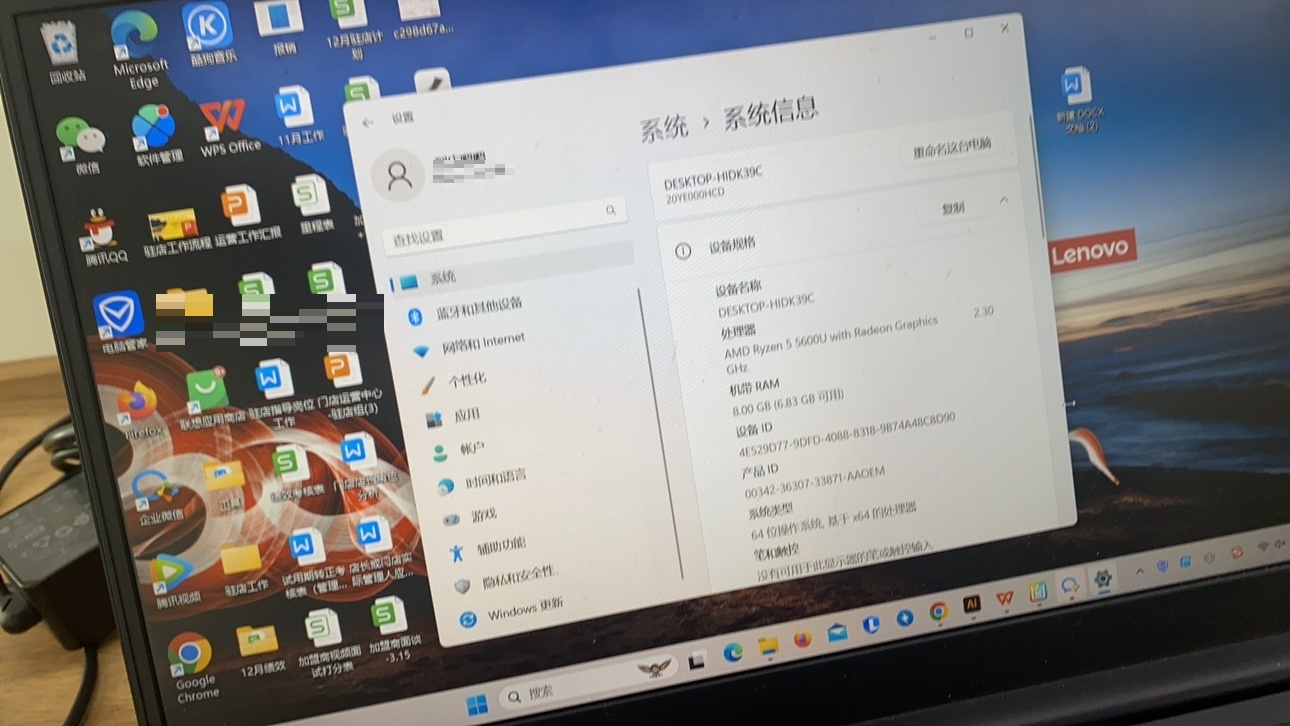 回收站
Microsoft
Edge
酷狗音乐
报销
12月驻店计
划
c298d67a...
微信
软件管理
WPS Office
11月工作
腾讯QQ
驻店工作流程
运营工作汇报
里程表
电脑管家
Firefox
联想应用商店
驻店指导岗位
工作
门店运营中心
-驻店组(3)
企业微信
工具
绩效考核表
分析
腾讯视频
驻店工作
试用期转正考
核表（管理...
店长或门店实
际管理人应...
Google
Chrome
12月绩效
加盟商视频面
试打分表
加盟商面谈
-3.15
新建 DOCX
文档 (2)
Lenovo
设置
查找设置
系统
蓝牙和其他设备
网络和 Internet
个性化
应用
帐户
时间和语言
游戏
辅助功能
隐私和安全性
Windows 更新
系统 › 系统信息
DESKTOP-HIDK39C
20YE000HCD
重命名这台电脑
设备规格
复制
设备名称
DESKTOP-HIDK39C
处理器
AMD Ryzen 5 5600U with Radeon Graphics 2.30
GHz
机带 RAM
8.00 GB (6.83 GB 可用)
设备 ID
4E529D77-9DFD-4088-8318-9B74A48C8D90
产品 ID
00342-36307-33871-AAOEM
系统类型
64 位操作系统, 基于 x64 的处理器
笔和触控
没有可用于此显示器的笔或触控输入
搜索
Ai